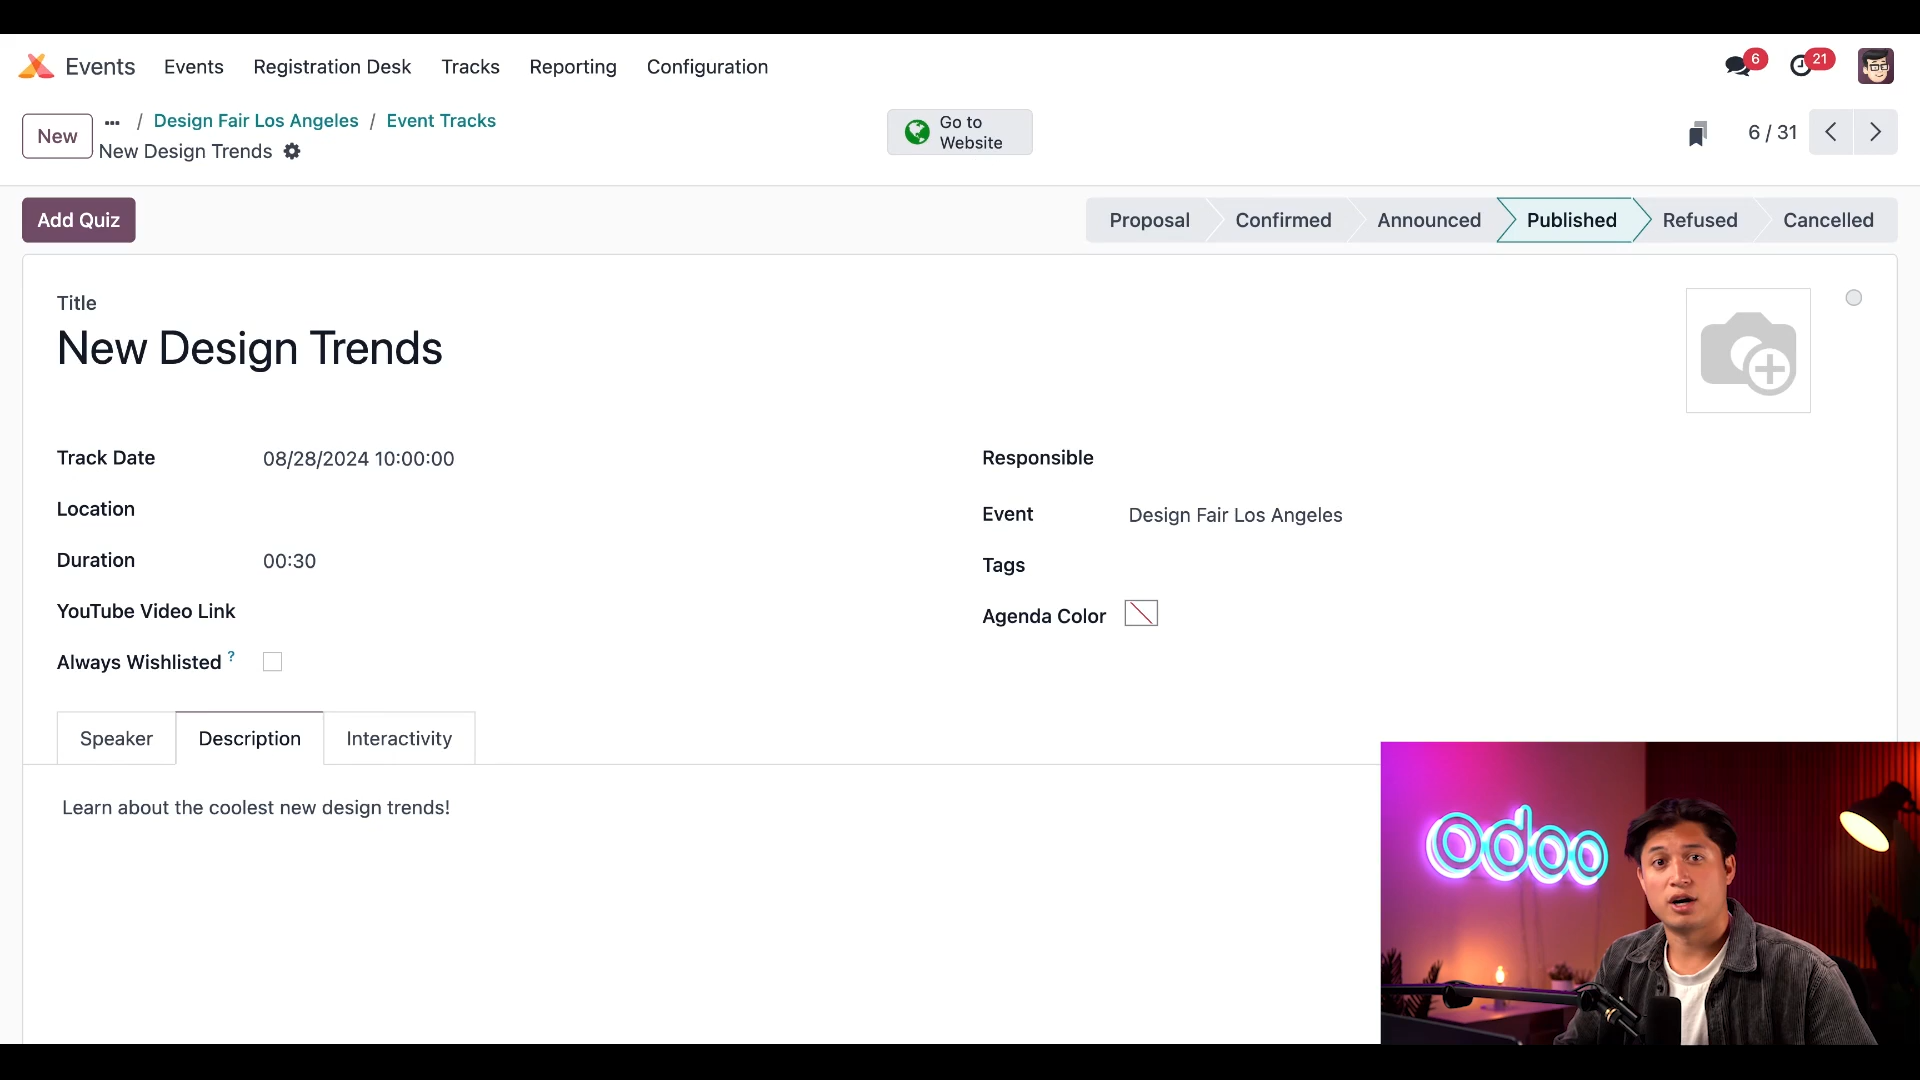 Events
Events
Registration Desk
Tracks
Reporting
Configuration
6
21
New
... / Design Fair Los Angeles / Event Tracks
New Design Trends
Go to
Website
6 / 31
Add Quiz
Proposal
Confirmed
Announced
Published
Refused
Cancelled
Title
New Design Trends
Track Date
08/28/2024 10:00:00
Responsible
Location
Event
Design Fair Los Angeles
Duration
00:30
Tags
YouTube Video Link
Agenda Color
Always Wishlisted ?
Speaker
Description
Interactivity
Learn about the coolest new design trends!
odoo